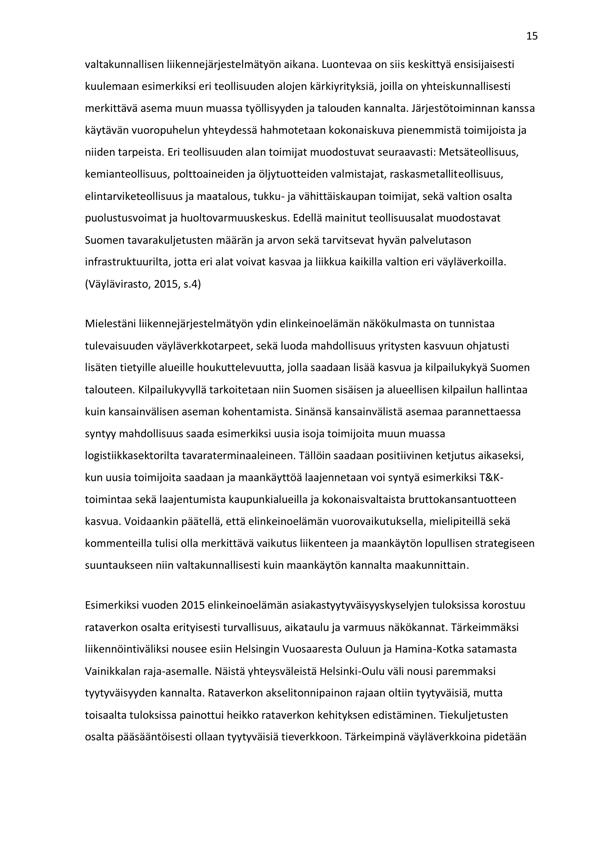 15
valtakunnallisen liikennejärjestelmätyön aikana. Luontevaa on siis keskittyä ensisijaisesti
kuulemaan esimerkiksi eri teollisuuden alojen kärkiyrityksiä, joilla on yhteiskunnallisesti
merkittävä asema muun muassa työllisyyden ja talouden kannalta. Järjestötoiminnan kanssa
käytävän vuoropuhelun yhteydessä hahmotetaan kokonaiskuva pienemmistä toimijoista ja
niiden tarpeista. Eri teollisuuden alan toimijat muodostuvat seuraavasti: Metsäteollisuus,
kemianteollisuus, polttoaineiden ja öljytuotteiden valmistajat, raskasmetalliteollisuus,
elintarviketeollisuus ja maatalous, tukku- ja vähittäiskaupan toimijat, sekä valtion osalta
puolustusvoimat ja huoltovarmuuskeskus. Edellä mainitut teollisuusalat muodostavat
Suomen tavarakuljetusten määrän ja arvon sekä tarvitsevat hyvän palvelutason
infrastruktuurilta, jotta eri alat voivat kasvaa ja liikkua kaikilla valtion eri väyläverkoilla.
(Väylävirasto, 2015, s.4)
Mielestäni liikennejärjestelmätyön ydin elinkeinoelämän näkökulmasta on tunnistaa
tulevaisuuden väyläverkkotarpeet, sekä luoda mahdollisuus yritysten kasvuun ohjatusti
lisäten tietyille alueille houkuttelevuutta, jolla saadaan lisää kasvua ja kilpailukykyä Suomen
talouteen. Kilpailukyvyllä tarkoitetaan niin Suomen sisäisen ja alueellisen kilpailun hallintaa
kuin kansainvälisen aseman kohentamista. Sinänsä kansainvälistä asemaa parannettaessa
syntyy mahdollisuus saada esimerkiksi uusia isoja toimijoita muun muassa
logistiikkasektorilta tavaraterminaaleineen. Tällöin saadaan positiivinen ketjutus aikaseksi,
kun uusia toimijoita saadaan ja maankäyttöä laajennetaan voi syntyä esimerkiksi T&K-
toimintaa sekä laajentumista kaupunkialueilla ja kokonaisvaltaista bruttokansantuotteen
kasvua. Voidaankin päätellä, että elinkeinoelämän vuorovaikutuksella, mielipiteillä sekä
kommenteilla tulisi olla merkittävä vaikutus liikenteen ja maankäytön lopullisen strategiseen
suuntaukseen niin valtakunnallisesti kuin maankäytön kannalta maakunnittain.
Esimerkiksi vuoden 2015 elinkeinoelämän asiakastyytyväisyyskyselyjen tuloksissa korostuu
rataverkon osalta erityisesti turvallisuus, aikataulu ja varmuus näkökannat. Tärkeimmäksi
liikennöintiväliksi nousee esiin Helsingin Vuosaaresta Ouluun ja Hamina-Kotka satamasta
Vainikkalan raja-asemalle. Näistä yhteysväleistä Helsinki-Oulu väli nousi paremmaksi
tyytyväisyyden kannalta. Rataverkon akselitonnipainon rajaan oltiin tyytyväisiä, mutta
toisaalta tuloksissa painottui heikko rataverkon kehityksen edistäminen. Tiekuljetusten
osalta pääsääntöisesti ollaan tyytyväisiä tieverkkoon. Tärkeimpinä väyläverkkoina pidetään